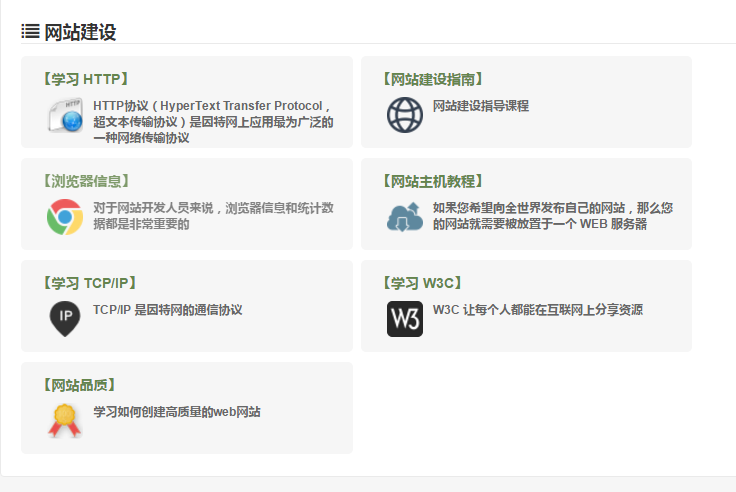 网站建设
【学习 HTTP】
HTTP
HTTP协议（HyperText Transfer Protocol，
超文本传输协议）是因特网上应用最为广泛的
一种网络传输协议
【网站建设指南】
网站建设指导课程
【浏览器信息】
对于网站开发人员来说，浏览器信息和统计数
据都是非常重要的
【网站主机教程】
如果您希望向全世界发布自己的网站，那么您
的网站就需要被放置于一个 WEB 服务器
【学习 TCP/IP】
IP
TCP/IP 是因特网的通信协议
【学习 W3C】
W3
W3C 让每个人都能在互联网上分享资源
【网站品质】
学习如何创建高质量的web网站